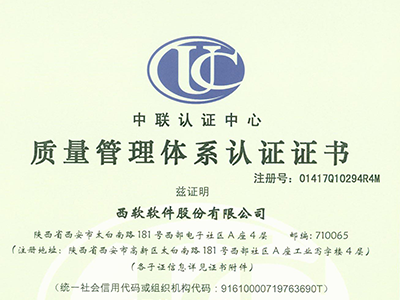 CUC
中联认证中心
质量管理体系认证证书
注册号：01417Q10294R4M
兹证明
西软软件股份有限公司
陕西省西安市太白南路181号西部电子社区A座4层 邮编：710065
（注册地址：陕西省西安市高新区太白南路181号西部社区A座工业写字楼4层）
（各子证信息详见证书附件）
（统一社会信用代码或组织机构代码：91610000719763690T）